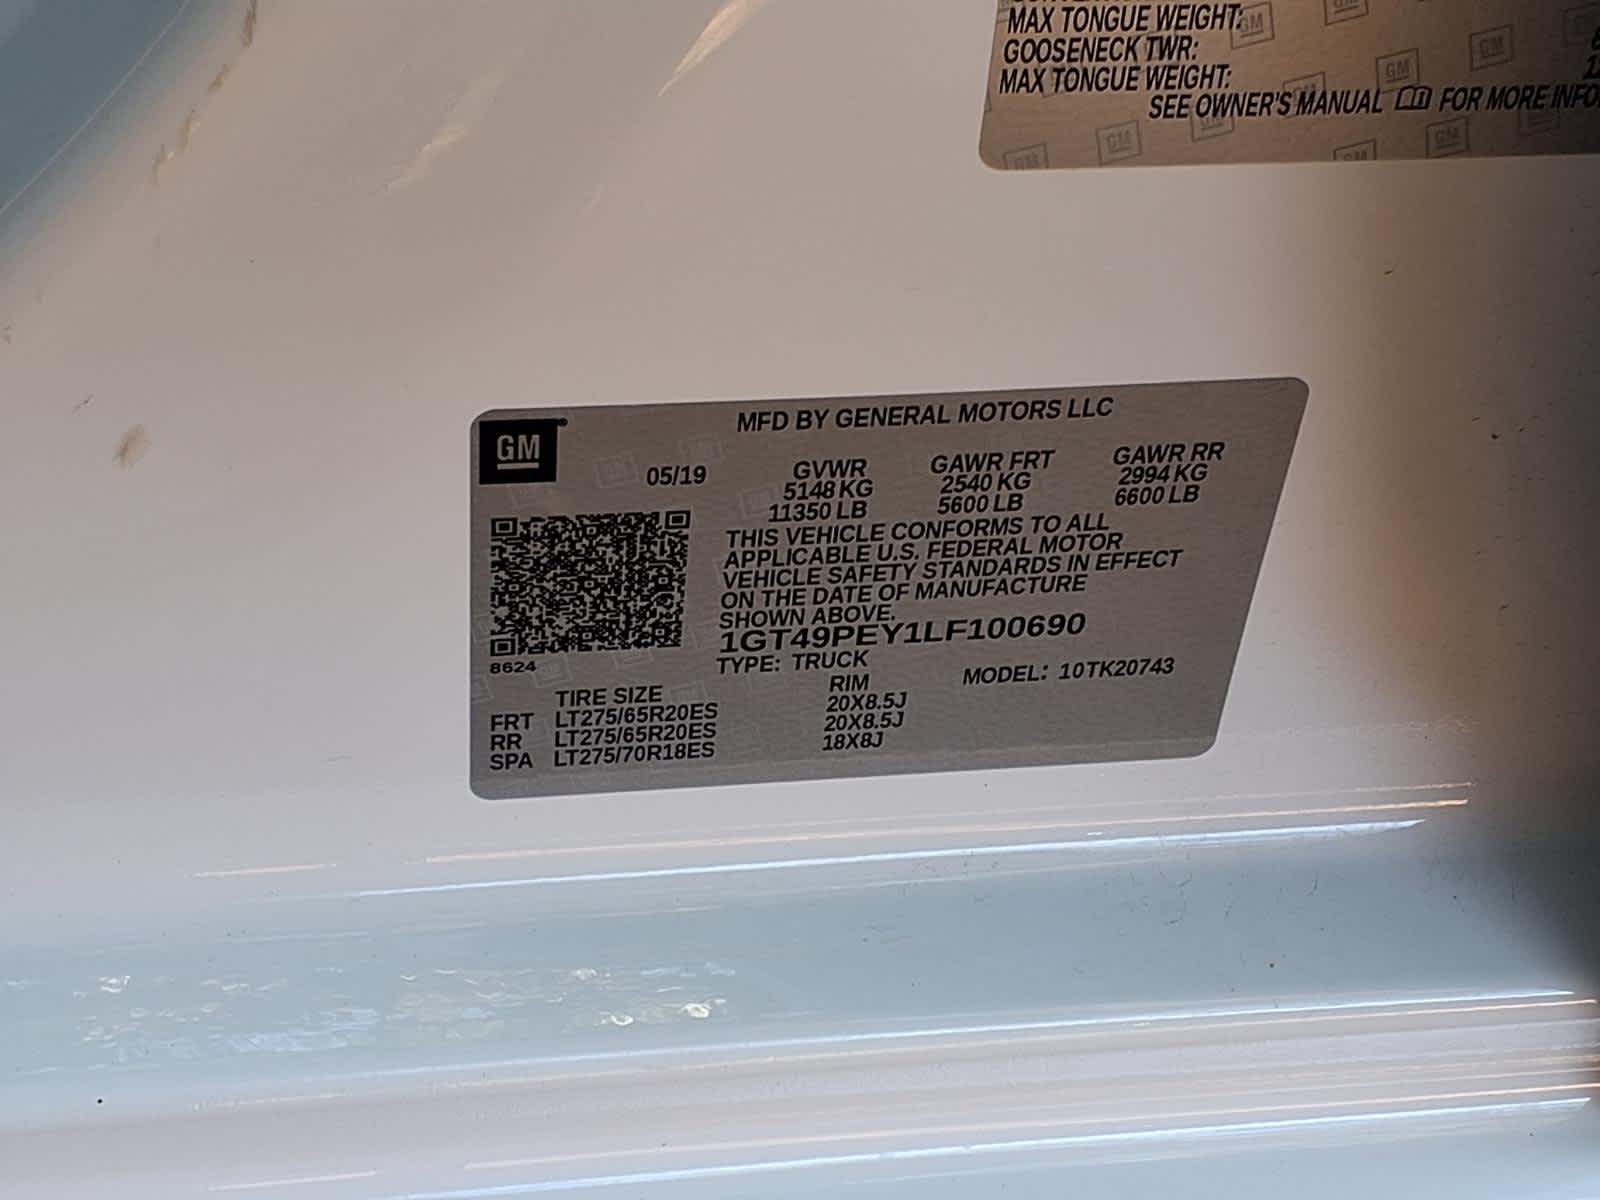 MAX TONGUE WEIGHT:
GOOSENECK TWR:
MAX TONGUE WEIGHT:
SEE OWNER'S MANUAL FOR MORE
GM
MFD BY GENERAL MOTORS LLC
05/19 GVWR GAWR FRT GAWR RR
5148 KG 2540 KG 2994 KG
11350 LB 5600 LB 6600 LB
THIS VEHICLE CONFORMS TO ALL
APPLICABLE U.S. FEDERAL MOTOR
VEHICLE SAFETY STANDARDS IN EFFECT
ON THE DATE OF MANUFACTURE
SHOWN ABOVE.
1GT49PEY1LF100690
8624
TYPE: TRUCK MODEL: 10TK20743
TIRE SIZE RIM
FRT LT275/65R20ES 20X8.5J
RR LT275/65R20ES 20X8.5J
SPA LT275/70R18ES 18X8J